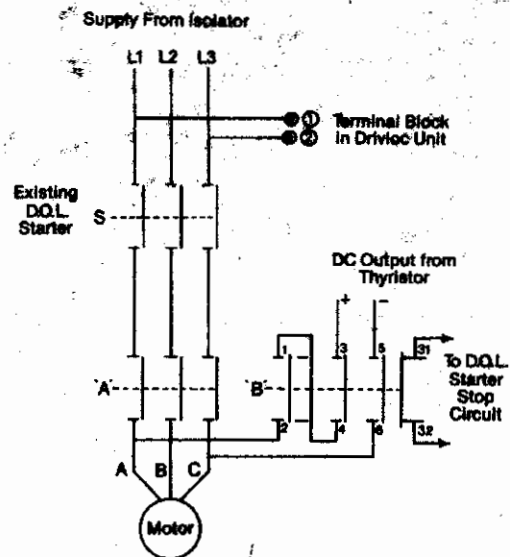 Supply From Isolator
L1 L2 L3
① Terminal Block
② in Drivloc Unit
Existing
D.O.L.
Starter
S
DC Output from
Thyristor
+ −
1 3 5 31
'A' 'B'
To D.O.L.
Starter
Stop
Circuit
2 4 6 32
A B C
Motor